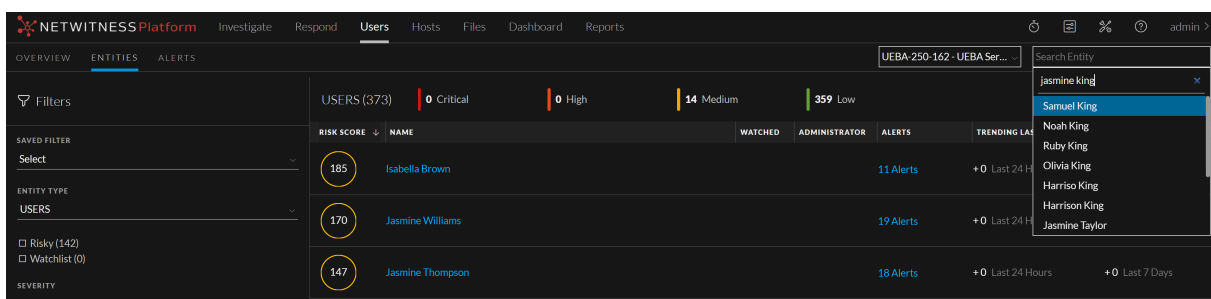 NETWITNESS Platform Investigate Respond Users Hosts Files Dashboard Reports admin >
OVERVIEW ENTITIES ALERTS UEBA-250-162 - UEBA Ser... Search Entity
jasmine king
Filters USERS (373) 0 Critical 0 High 14 Medium 359 Low Samuel King
Noah King
RISK SCORE NAME WATCHED ADMINISTRATOR ALERTS TRENDING LAS
SAVED FILTER Ruby King
Select 185 Isabella Brown 11 Alerts +0 Last 24 H Olivia King
Harriso King
ENTITY TYPE
USERS Harrison King
170 Jasmine Williams 19 Alerts +0 Last 24 H Jasmine Taylor
Risky (142)
Watchlist (0)
147 Jasmine Thompson 18 Alerts +0 Last 24 Hours +0 Last 7 Days
SEVERITY